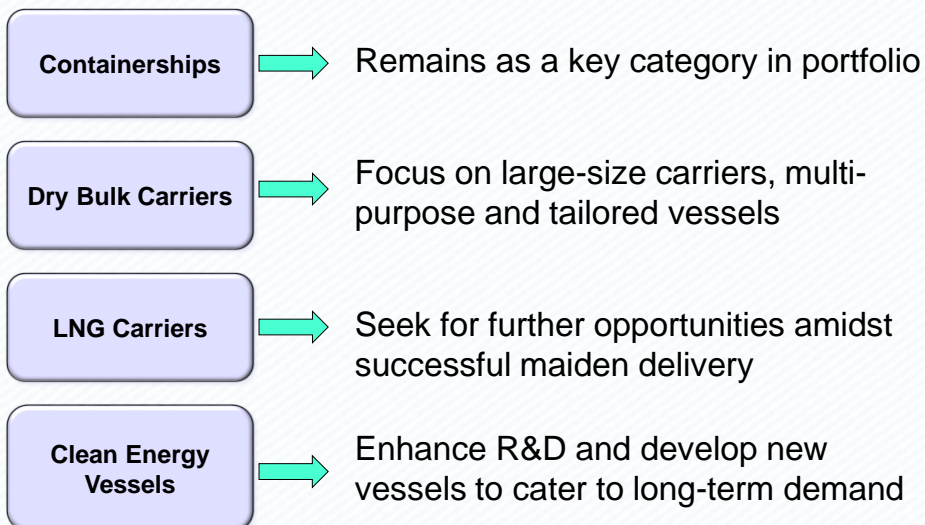 Containerships
Remains as a key category in portfolio
Dry Bulk Carriers
Focus on large-size carriers, multi-
purpose and tailored vessels
LNG Carriers
Seek for further opportunities amidst
successful maiden delivery
Clean Energy
Vessels
Enhance R&D and develop new
vessels to cater to long-term demand